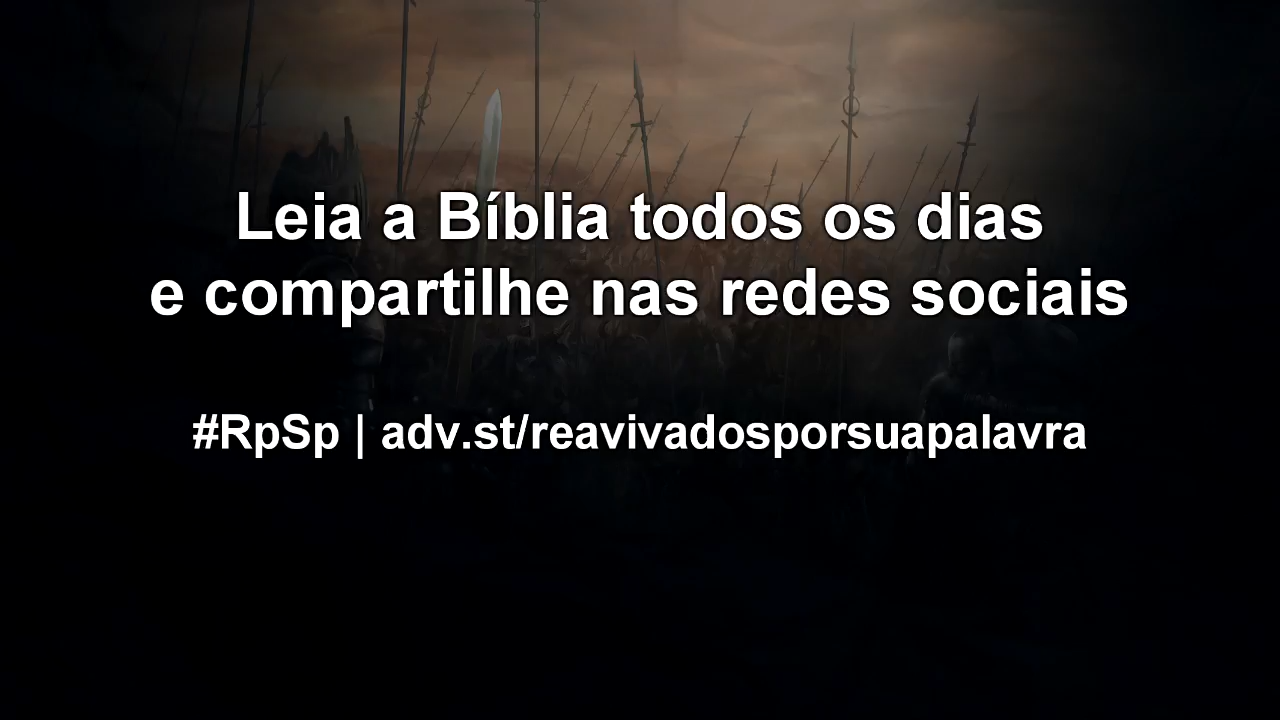 Leia a Bíblia todos os dias
e compartilhe nas redes sociais
#RpSp | adv.st/reavivadosporsuapalavra